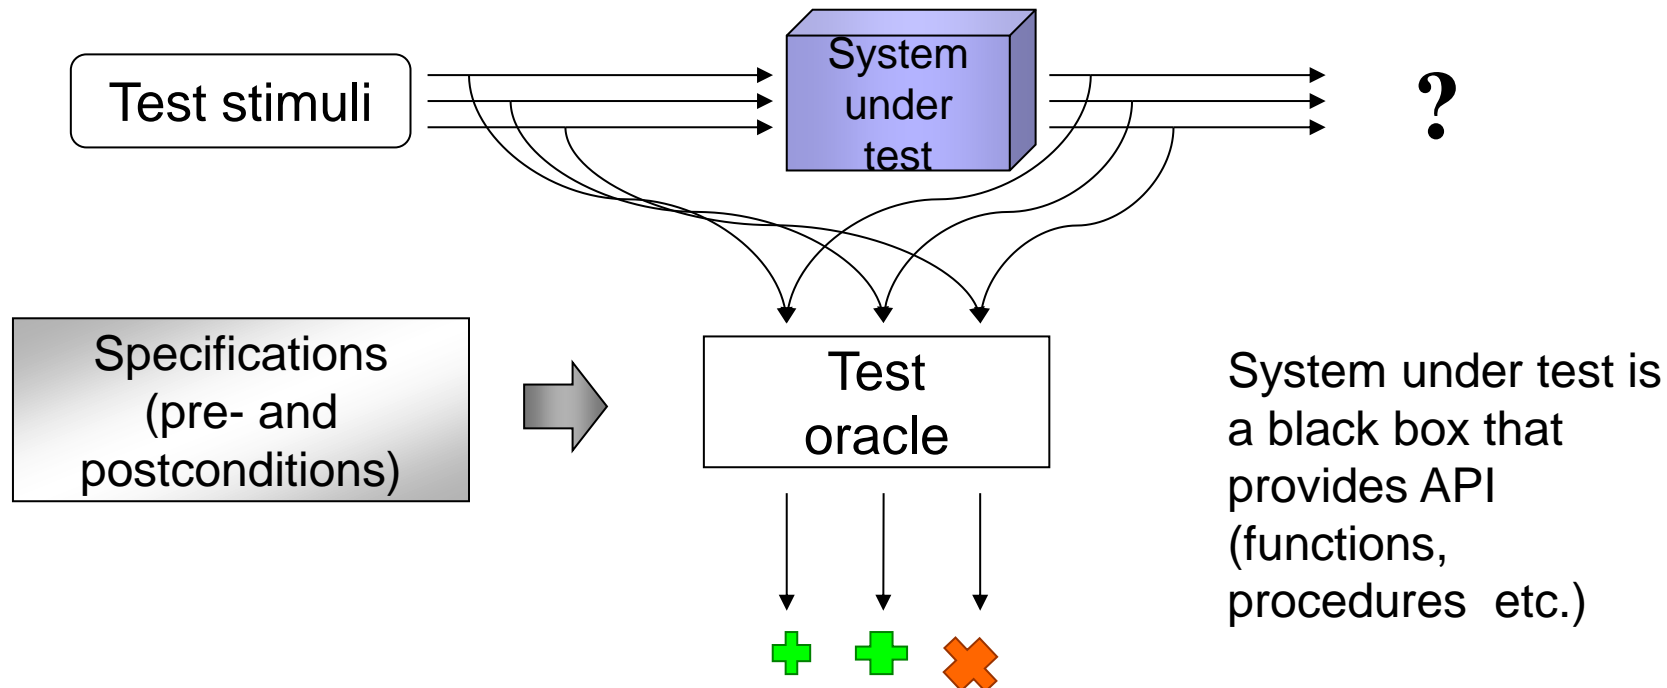 Test stimuli
System
under
test
?
Specifications
(pre- and
postconditions)
Test
oracle
System under test is
a black box that
provides API
(functions,
procedures  etc.)